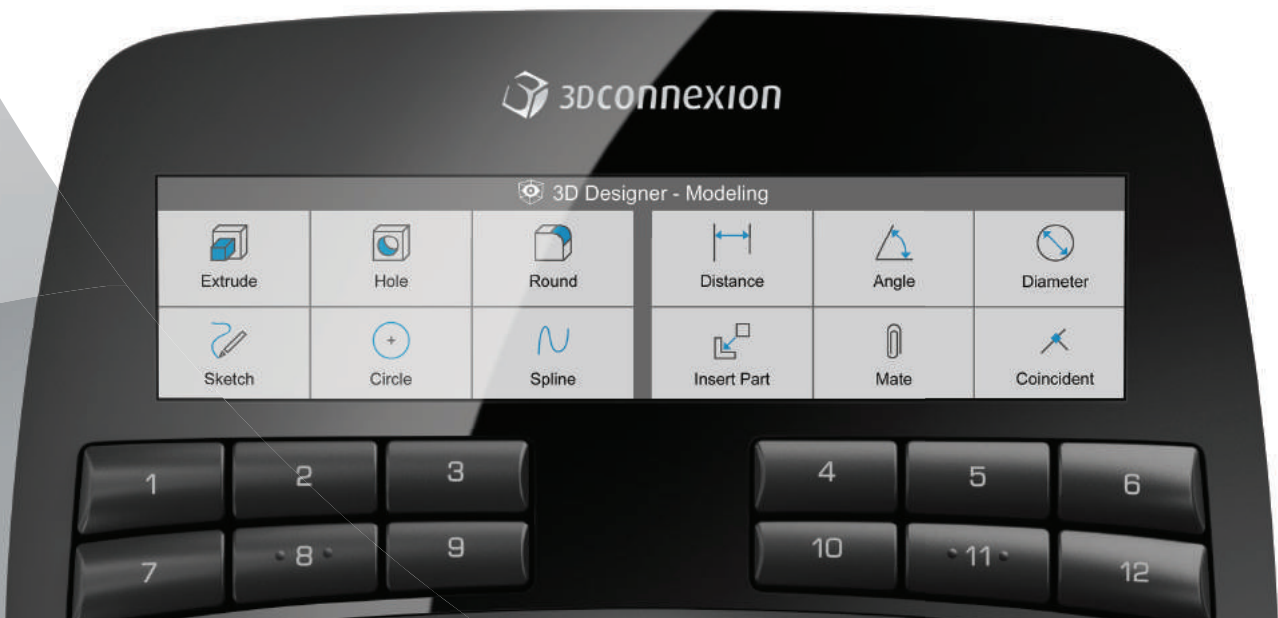 3Dconnexion
3D Designer - Modeling
Extrude Hole Round Distance Angle Diameter
Sketch Circle Spline Insert Part Mate Coincident
1 2 3 4 5 6
7 8 9 10 11 12